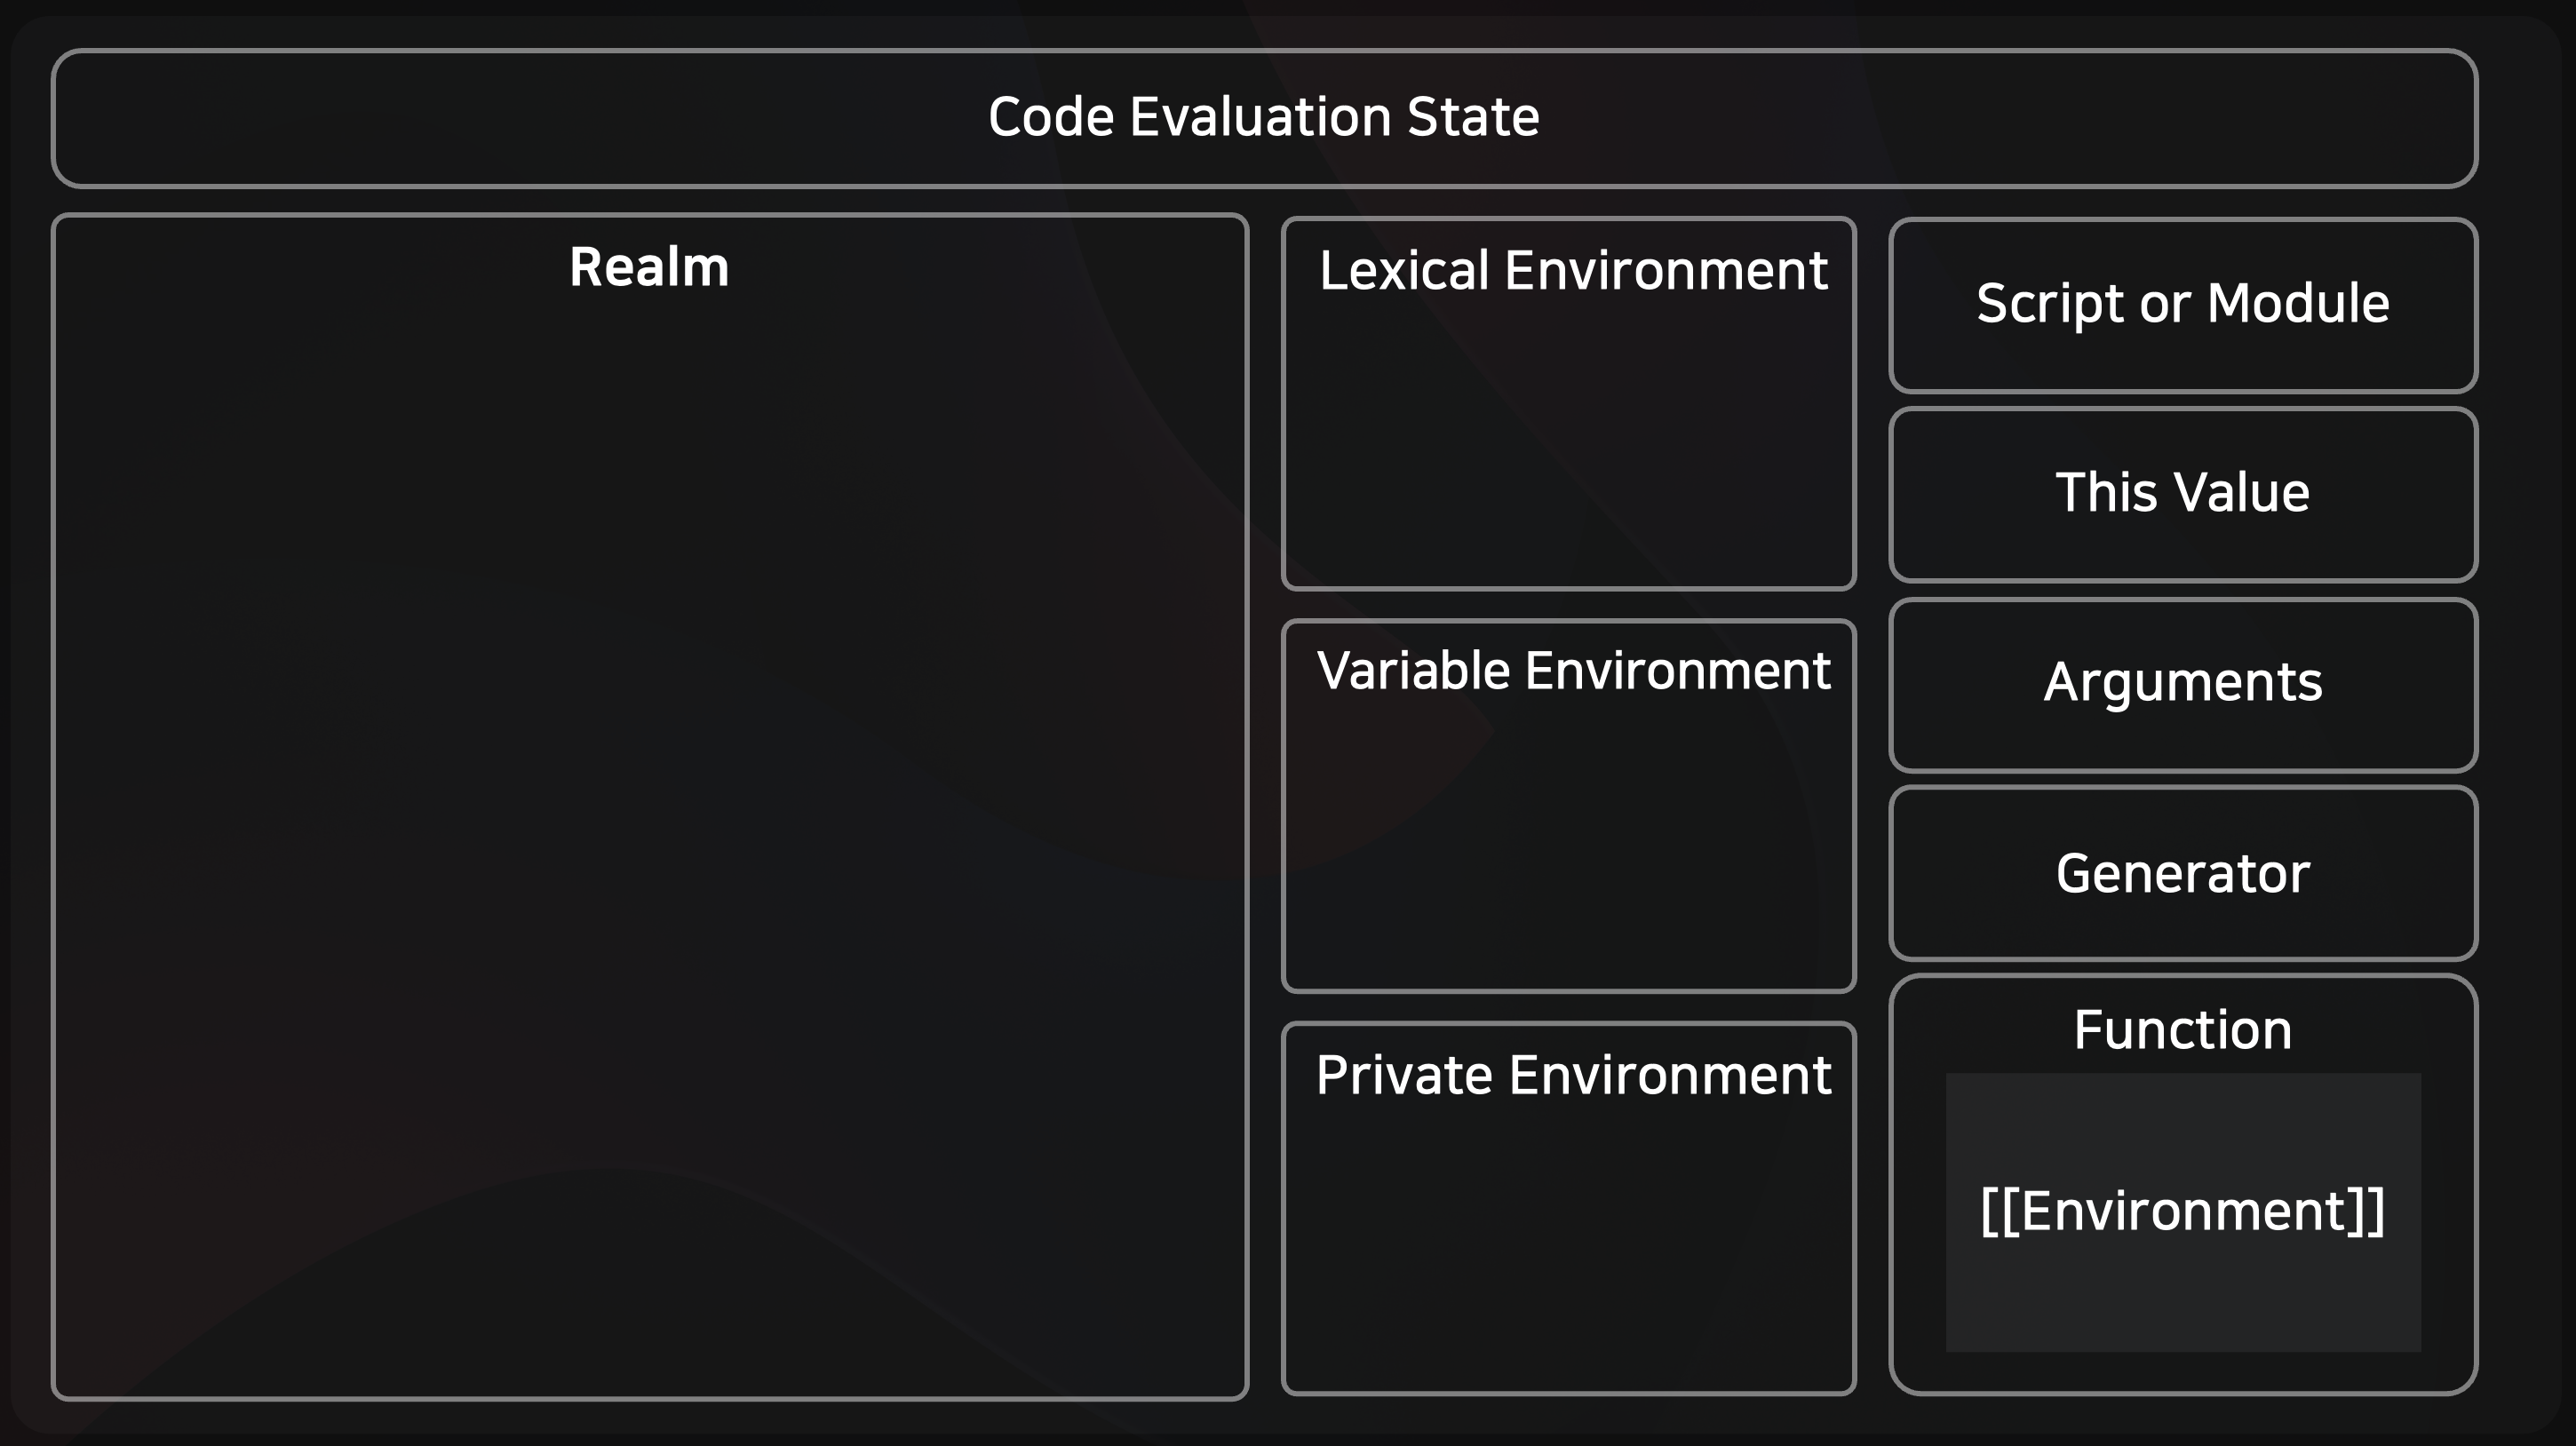 Code Evaluation State
Realm
Lexical Environment
Variable Environment
Private Environment
Script or Module
This Value
Arguments
Generator
Function
[[Environment]]